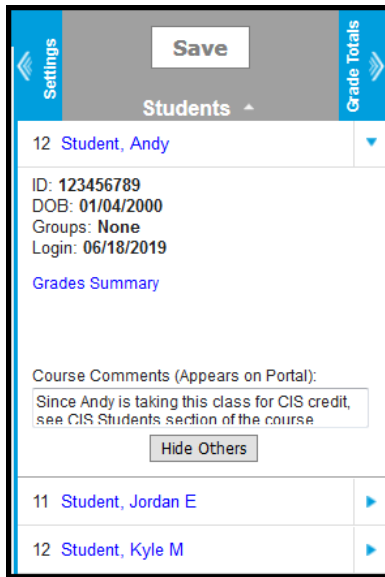 Settings
Save
Grade Totals
Students
12 Student, Andy
ID: 123456789
DOB: 01/04/2000
Groups: None
Login: 06/18/2019
Grades Summary
Course Comments (Appears on Portal):
Since Andy is taking this class for CIS credit,
see CIS Students section of the course
Hide Others
11 Student, Jordan E
12 Student, Kyle M